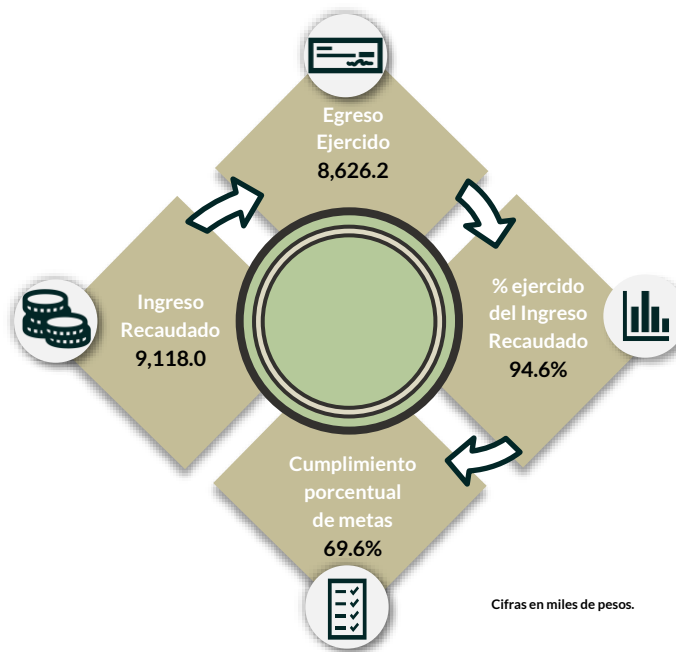 Egreso
Ejercido
8,626.2
Ingreso
Recaudado
9,118.0
% ejercido
del Ingreso
Recaudado
94.6%
Cumplimiento
porcentual
de metas
69.6%
Cifras en miles de pesos.